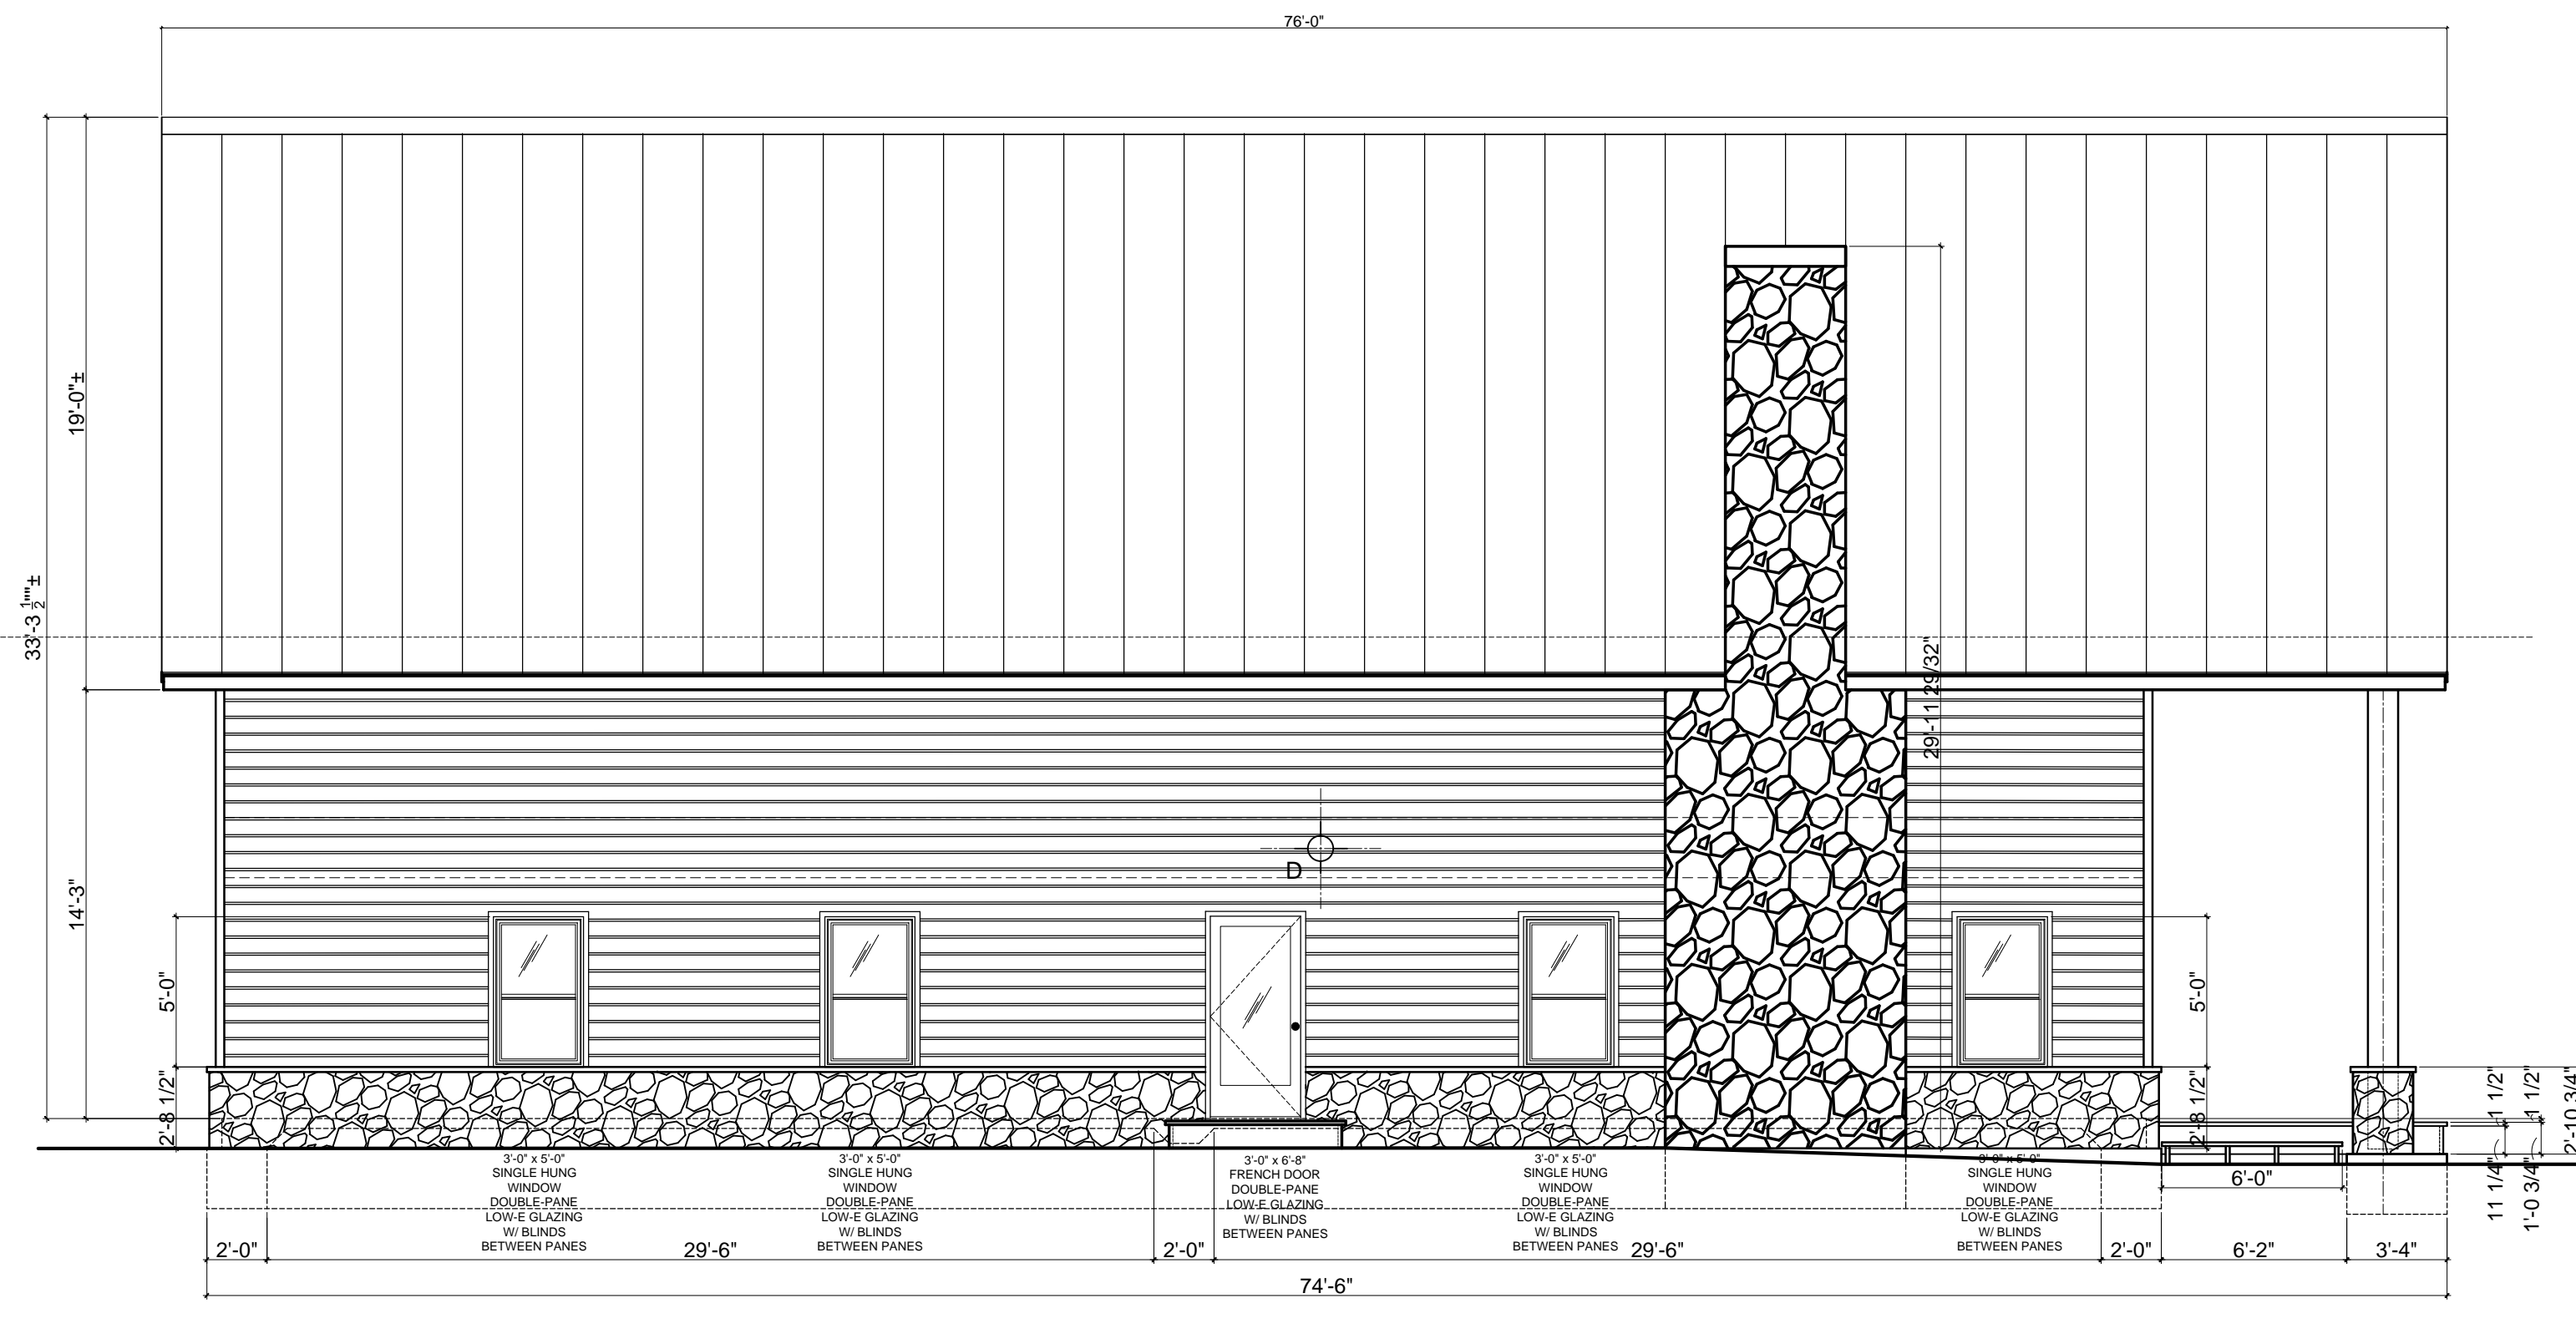 76'-0"
19'-0"±
33'-3 1/2""±
29'-11 29/32"
14'-3"
D
5'-0"
5'-0"
2'-8 1/2"
2'-8 1/2"
1 1/2"
1 1/2"
2'-10 3/4"
11 1/4"
1'-0 3/4"
3'-0" x 5'-0"
SINGLE HUNG
WINDOW
DOUBLE-PANE
LOW-E GLAZING
W/ BLINDS
BETWEEN PANES
3'-0" x 5'-0"
SINGLE HUNG
WINDOW
DOUBLE-PANE
LOW-E GLAZING
W/ BLINDS
BETWEEN PANES
3'-0" x 6'-8"
FRENCH DOOR
DOUBLE-PANE
LOW-E GLAZING
W/ BLINDS
BETWEEN PANES
3'-0" x 5'-0"
SINGLE HUNG
WINDOW
DOUBLE-PANE
LOW-E GLAZING
W/ BLINDS
BETWEEN PANES
3'-0" x 5'-0"
SINGLE HUNG
WINDOW
DOUBLE-PANE
LOW-E GLAZING
W/ BLINDS
BETWEEN PANES
6'-0"
2'-0"
29'-6"
2'-0"
29'-6"
2'-0"
6'-2"
3'-4"
74'-6"